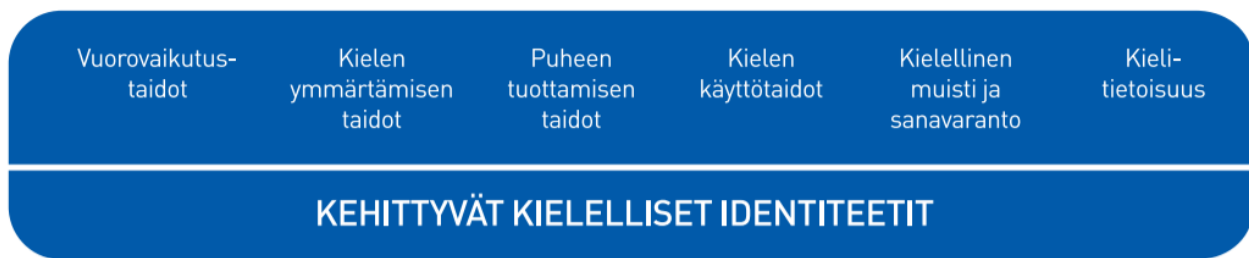 Vuorovaikutus-
taidot
Kielen
ymmärtämisen
taidot
Puheen
tuottamisen
taidot
Kielen
käyttötaidot
Kielellinen
muisti ja
sanavaranto
Kieli-
tietoisuus
KEHITTYVÄT KIELELLISET IDENTITEETIT